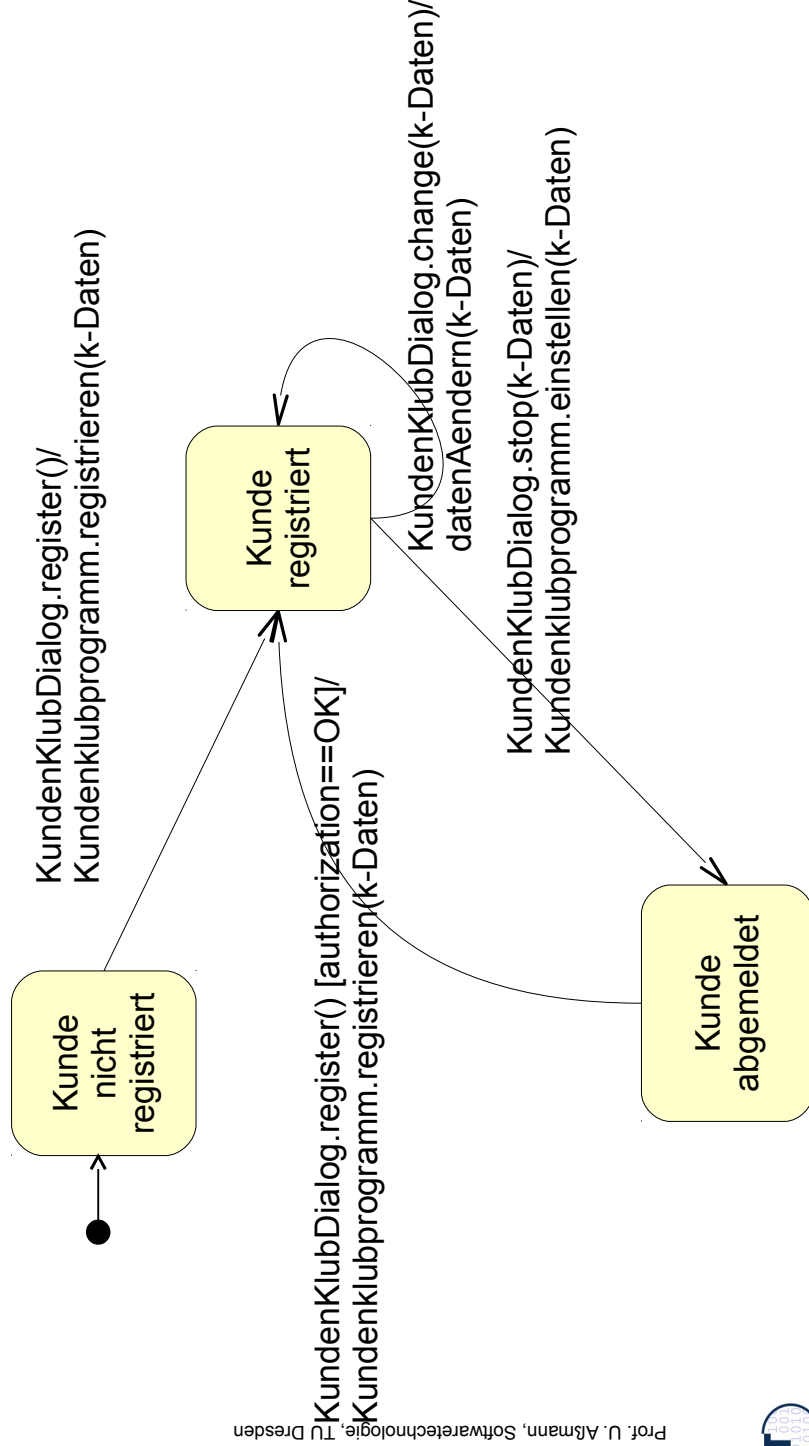 KundenKlubDialog.register()/
Kundenklubprogramm.registrieren(k-Daten)
Kunde
nicht
registriert
Kunde
registriert
KundenKlubDialog.change(k-Daten)/
datenAendern(k-Daten)
KundenKlubDialog.register() [authorization==OK]/
Kundenklubprogramm.registrieren(k-Daten)
KundenKlubDialog.stop(k-Daten)/
Kundenklubprogramm.einstellen(k-Daten)
Kunde
abgemeldet
Prof. U. Aßmann, Softwaretechnologie, TU Dresden